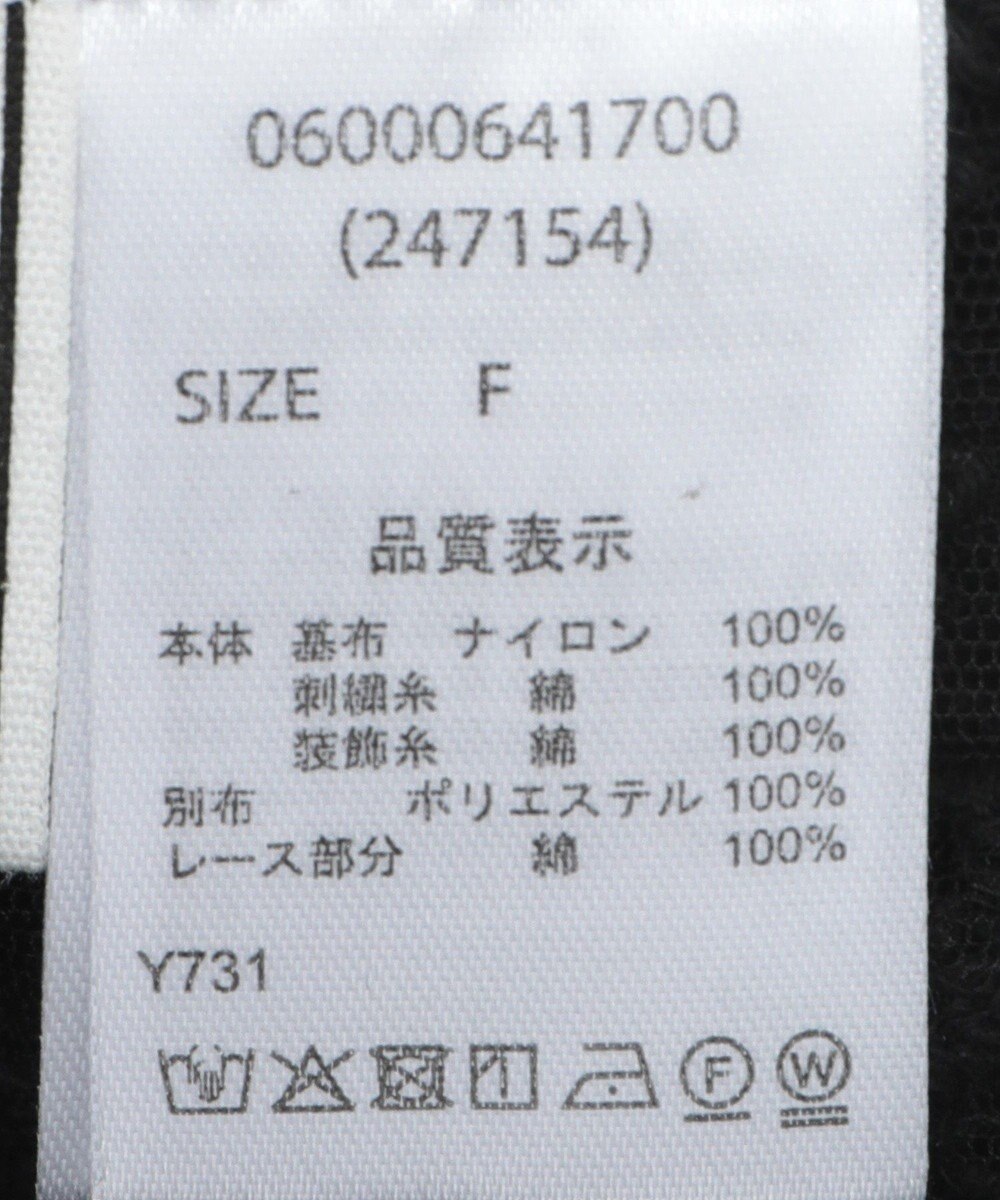 06000641700
(247154)
SIZE F
品質表示
本体 基布 ナイロン 100%
刺繍糸 綿 100%
装飾糸 綿 100%
別布 ポリエステル 100%
レース部分 綿 100%
Y731
F W